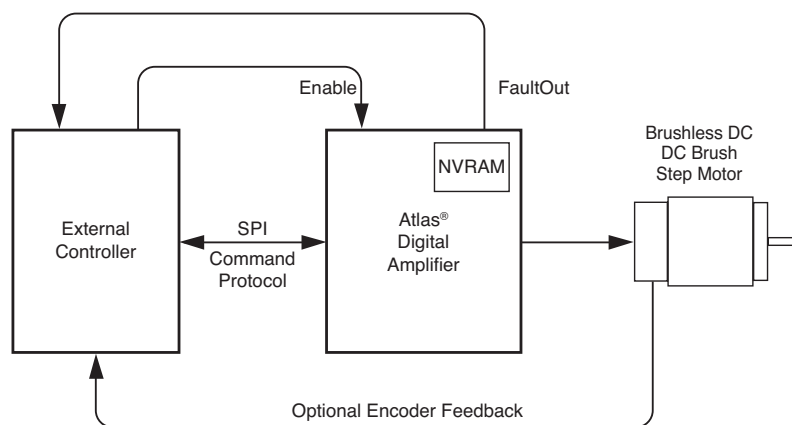 Enable
FaultOut
Brushless DC
DC Brush
Step Motor
NVRAM
External
Controller
SPI
Command
Protocol
Atlas®
Digital
Amplifier
Optional Encoder Feedback